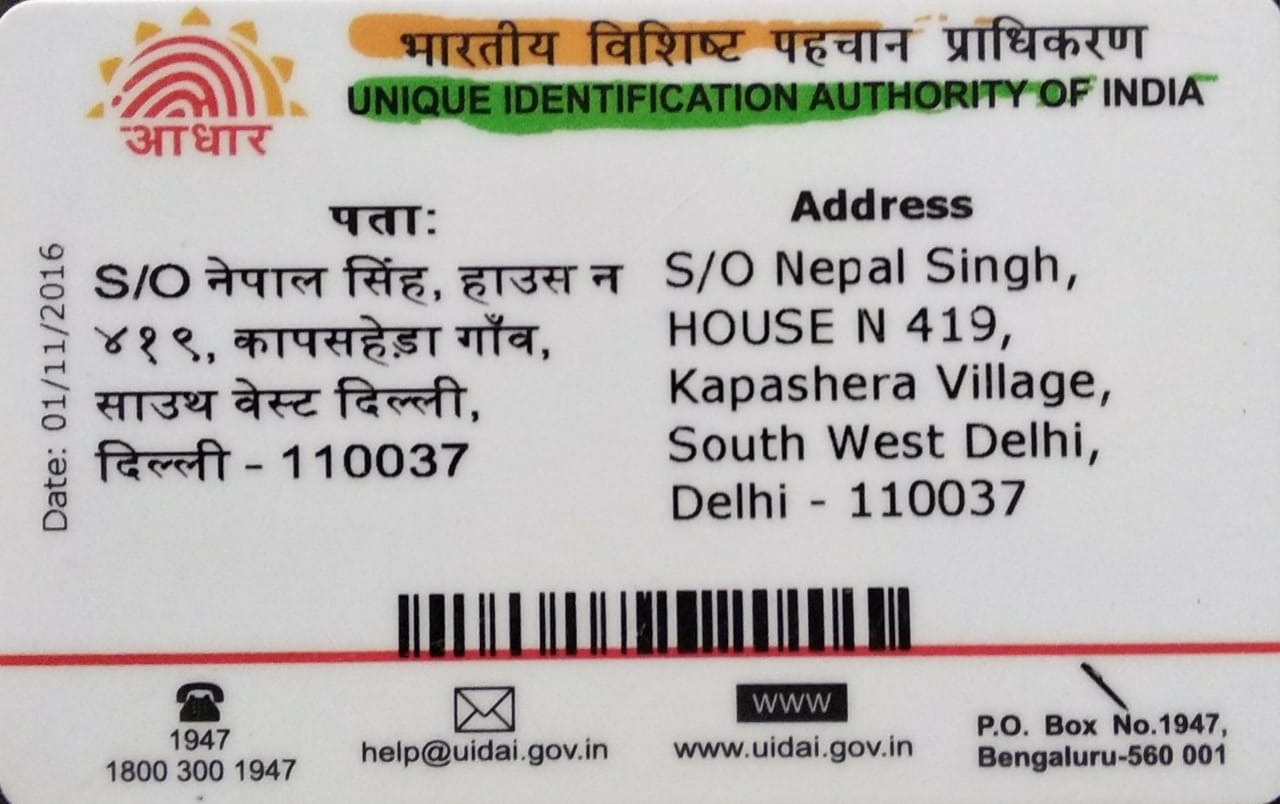 भारतीय विशिष्ट पहचान प्राधिकरण
UNIQUE IDENTIFICATION AUTHORITY OF INDIA
आधार
पता:
S/O नेपाल सिंह, हाउस न
४१९, कापसहेड़ा गाँव,
साउथ वेस्ट दिल्ली,
दिल्ली - 110037
Address
S/O Nepal Singh,
HOUSE N 419,
Kapashera Village,
South West Delhi,
Delhi - 110037
Date: 01/11/2016
1947
1800 300 1947
help@uidai.gov.in
WWW
www.uidai.gov.in
P.O. Box No.1947,
Bengaluru-560 001